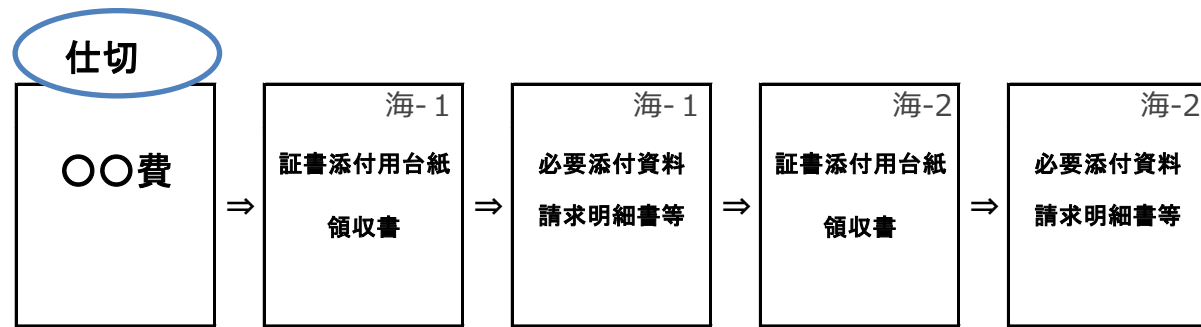 仕切
〇〇費
⇒
海-1
証書添付用台紙
領収書
⇒
海-1
必要添付資料
請求明細書等
⇒
海-2
証書添付用台紙
領収書
⇒
海-2
必要添付資料
請求明細書等